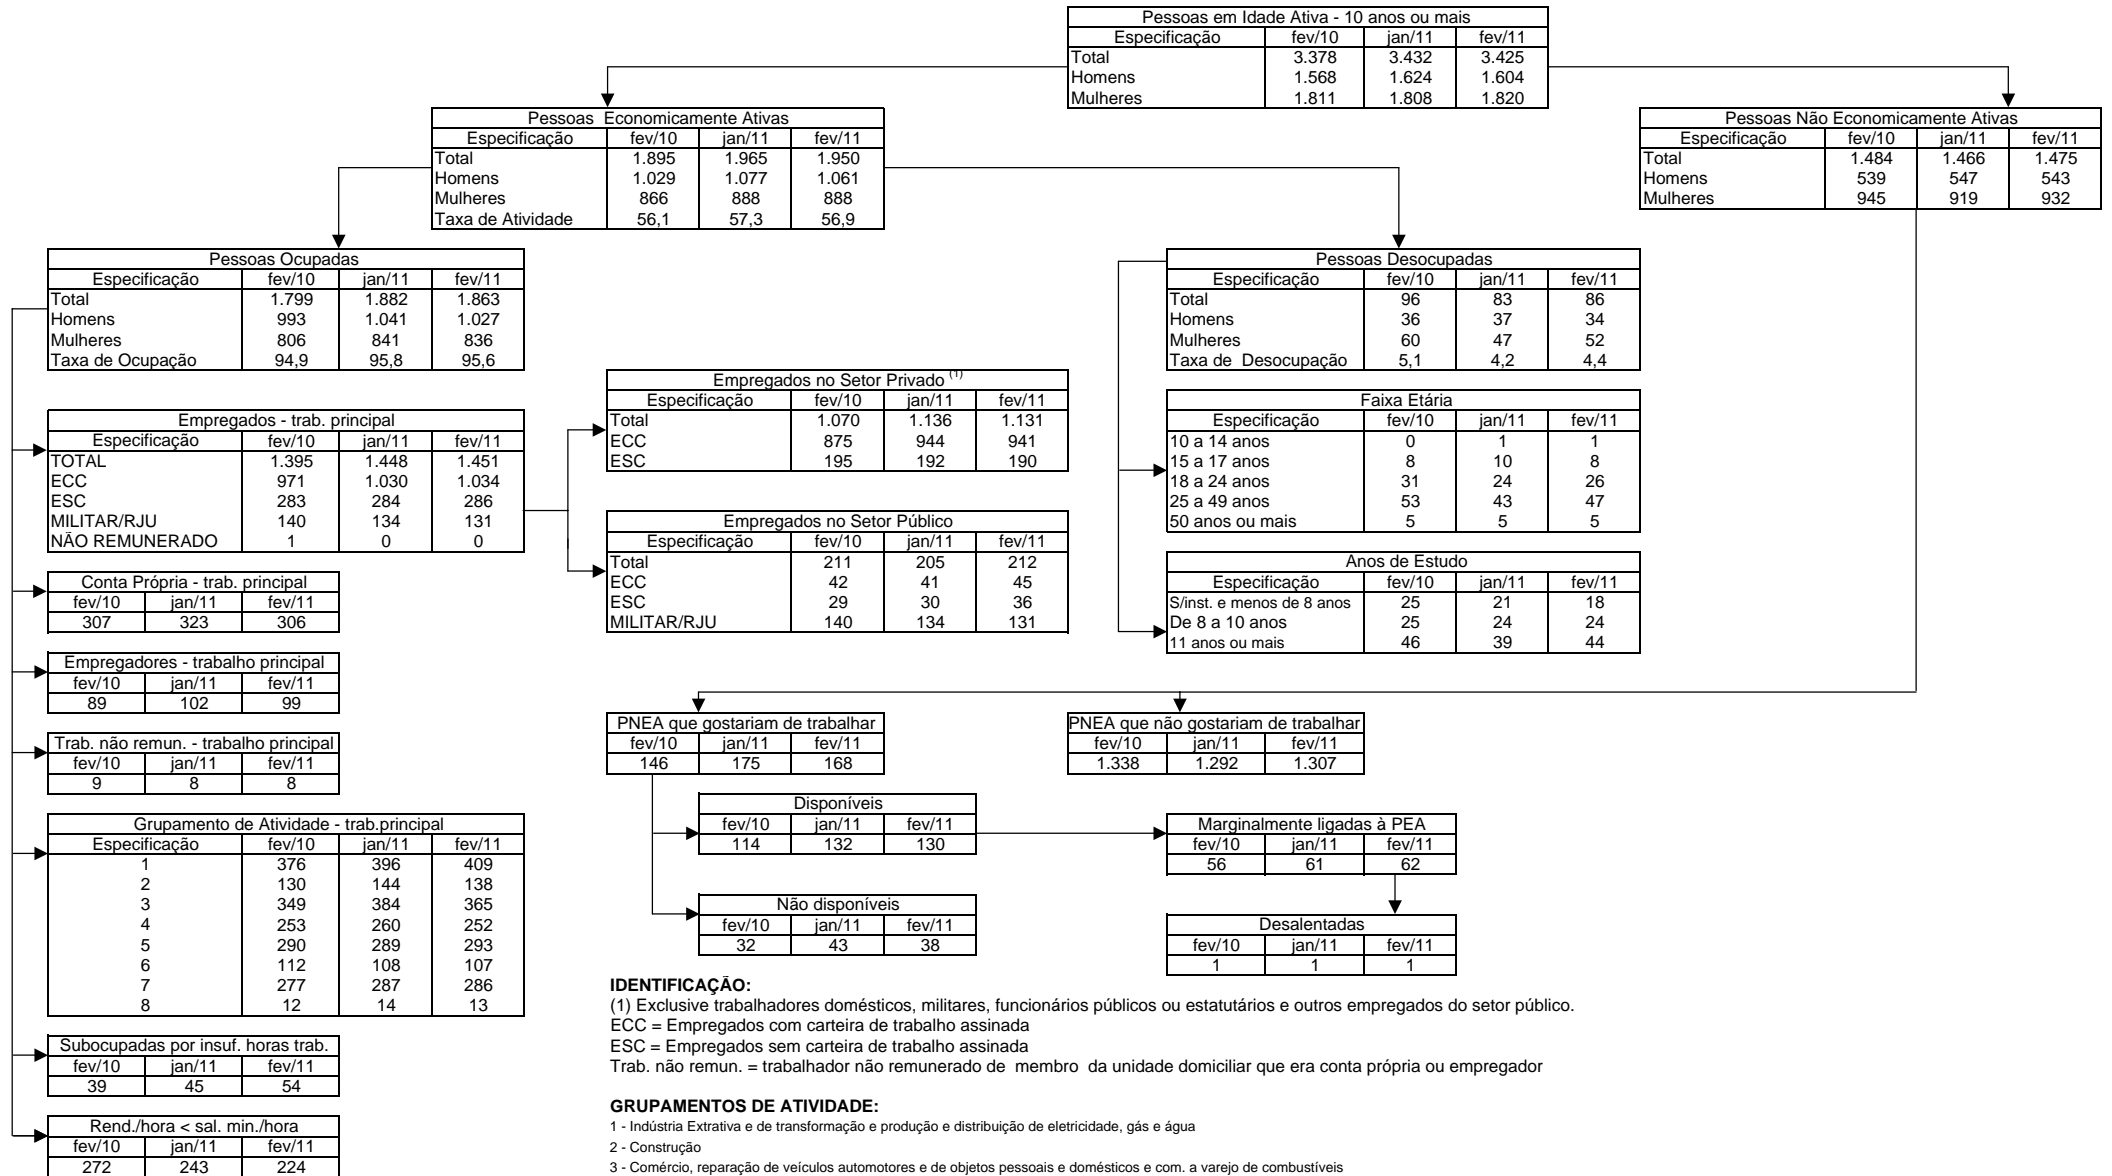 Pessoas em Idade Ativa - 10 anos ou mais
Especificação fev/10 jan/11 fev/11
Total 3.378 3.432 3.425
Homens 1.568 1.624 1.604
Mulheres 1.811 1.808 1.820
Pessoas Economicamente Ativas
Especificação fev/10 jan/11 fev/11
Total 1.895 1.965 1.950
Homens 1.029 1.077 1.061
Mulheres 866 888 888
Taxa de Atividade 56,1 57,3 56,9
Pessoas Não Economicamente Ativas
Especificação fev/10 jan/11 fev/11
Total 1.484 1.466 1.475
Homens 539 547 543
Mulheres 945 919 932
Pessoas Ocupadas
Especificação fev/10 jan/11 fev/11
Total 1.799 1.882 1.863
Homens 993 1.041 1.027
Mulheres 806 841 836
Taxa de Ocupação 94,9 95,8 95,6
Pessoas Desocupadas
Especificação fev/10 jan/11 fev/11
Total 96 83 86
Homens 36 37 34
Mulheres 60 47 52
Taxa de Desocupação 5,1 4,2 4,4
Empregados - trab. principal
Especificação fev/10 jan/11 fev/11
TOTAL 1.395 1.448 1.451
ECC 971 1.030 1.034
ESC 283 284 286
MILITAR/RJU 140 134 131
NÃO REMUNERADO 1 0 0
Empregados no Setor Privado (1)
Especificação fev/10 jan/11 fev/11
Total 1.070 1.136 1.131
ECC 875 944 941
ESC 195 192 190
Empregados no Setor Público
Especificação fev/10 jan/11 fev/11
Total 211 205 212
ECC 42 41 45
ESC 29 30 36
MILITAR/RJU 140 134 131
Faixa Etária
Especificação fev/10 jan/11 fev/11
10 a 14 anos 0 1 1
15 a 17 anos 8 10 8
18 a 24 anos 31 24 26
25 a 49 anos 53 43 47
50 anos ou mais 5 5 5
Anos de Estudo
Especificação fev/10 jan/11 fev/11
S/inst. e menos de 8 anos 25 21 18
De 8 a 10 anos 25 24 24
11 anos ou mais 46 39 44
Conta Própria - trab. principal
fev/10 jan/11 fev/11
307 323 306
Empregadores - trabalho principal
fev/10 jan/11 fev/11
89 102 99
Trab. não remun. - trabalho principal
fev/10 jan/11 fev/11
9 8 8
Grupamento de Atividade - trab.principal
Especificação fev/10 jan/11 fev/11
1 376 396 409
2 130 144 138
3 349 384 365
4 253 260 252
5 290 289 293
6 112 108 107
7 277 287 286
8 12 14 13
Subocupadas por insuf. horas trab.
fev/10 jan/11 fev/11
39 45 54
Rend./hora < sal. min./hora
fev/10 jan/11 fev/11
272 243 224
PNEA que gostariam de trabalhar
fev/10 jan/11 fev/11
146 175 168
PNEA que não gostariam de trabalhar
fev/10 jan/11 fev/11
1.338 1.292 1.307
Disponíveis
fev/10 jan/11 fev/11
114 132 130
Marginalmente ligadas à PEA
fev/10 jan/11 fev/11
56 61 62
Não disponíveis
fev/10 jan/11 fev/11
32 43 38
Desalentadas
fev/10 jan/11 fev/11
1 1 1
IDENTIFICAÇÃO:
(1) Exclusive trabalhadores domésticos, militares, funcionários públicos ou estatutários e outros empregados do setor público.
ECC = Empregados com carteira de trabalho assinada
ESC = Empregados sem carteira de trabalho assinada
Trab. não remun. = trabalhador não remunerado de membro da unidade domiciliar que era conta própria ou empregador
GRUPAMENTOS DE ATIVIDADE:
1 - Indústria Extrativa e de transformação e produção e distribuição de eletricidade, gás e água
2 - Construção
3 - Comércio, reparação de veículos automotores e de objetos pessoais e domésticos e com. a varejo de combustíveis